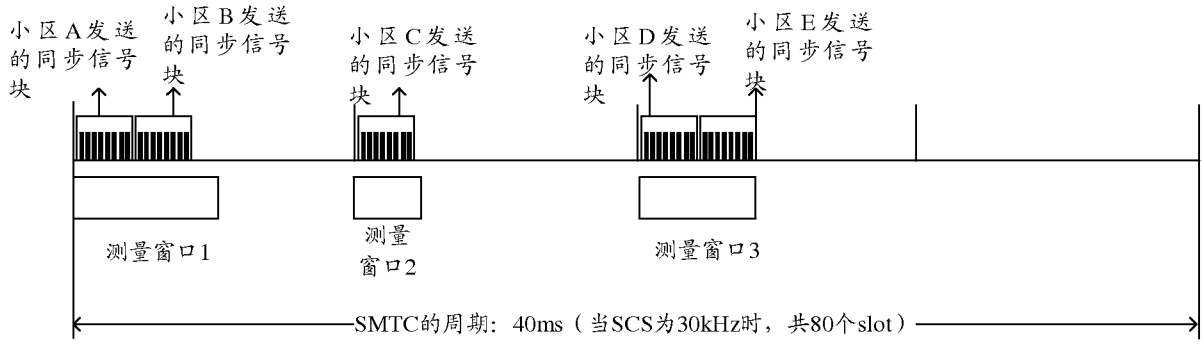 小区A发送
的同步信号
块
小区B发送
的同步信号
块
小区C发送
的同步信号
块
小区D发送
的同步信号
块
小区E发送
的同步信号
块
测量窗口1
测量
窗口2
测量窗口3
SMTC的周期：40ms（当SCS为30kHz时，共80个slot）